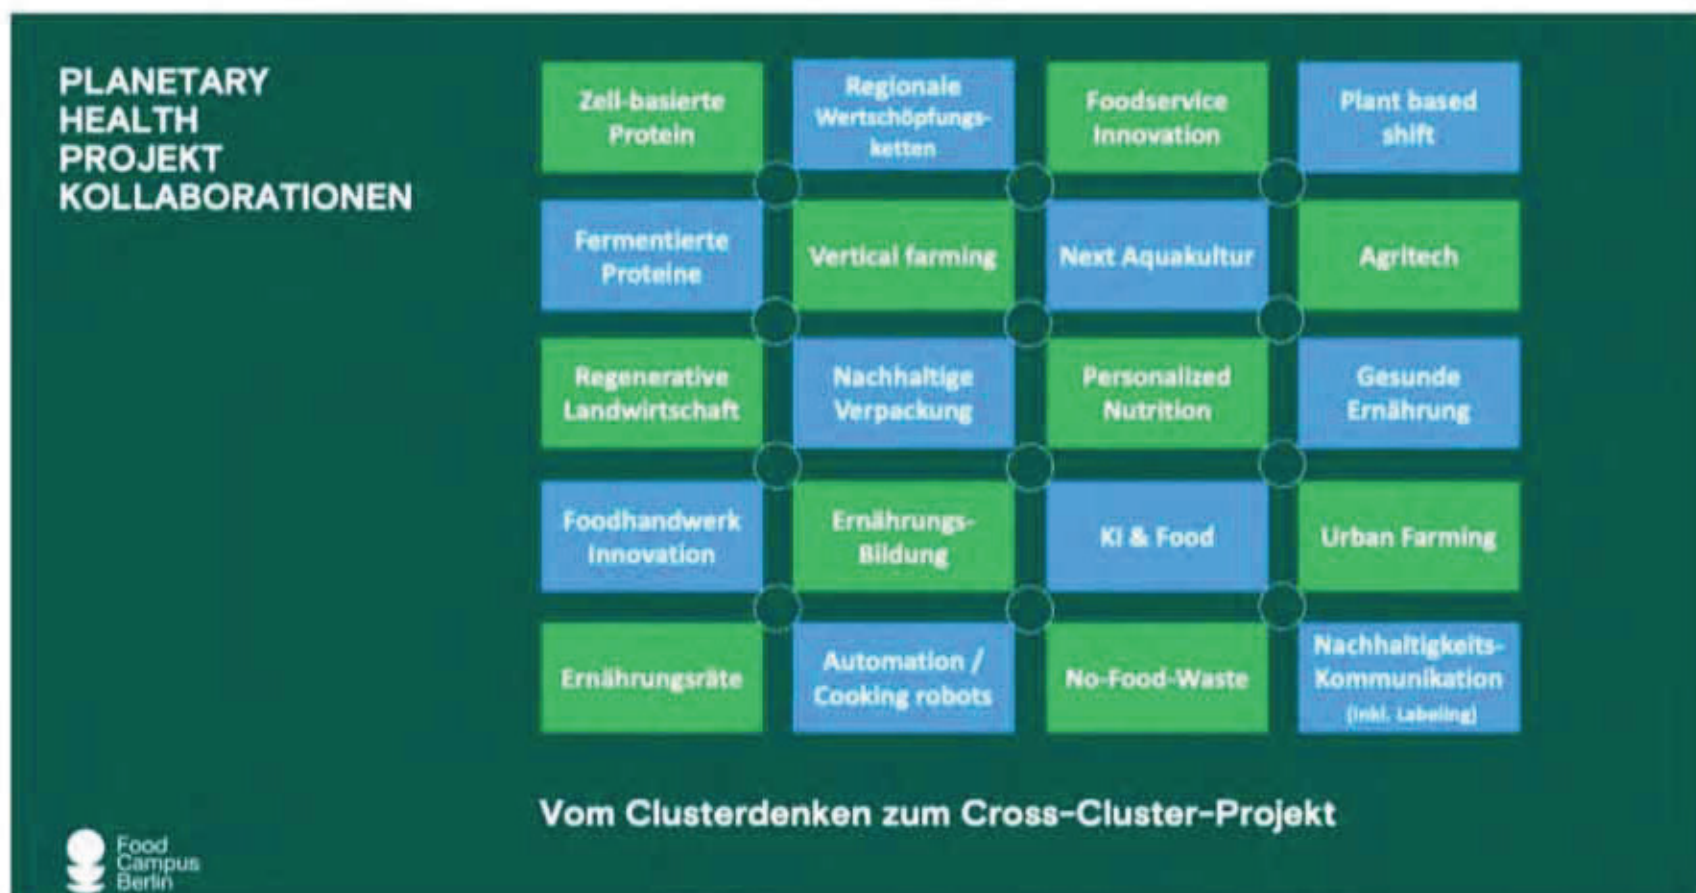 PLANETARY
HEALTH
PROJEKT
KOLLABORATIONEN
Zell-basierte
Protein
Regionale
Wertschöpfungs-
ketten
Foodservice
Innovation
Plant based
shift
Fermentierte
Proteine
Vertical farming
Next Aquakultur
Agritech
Regenerative
Landwirtschaft
Nachhaltige
Verpackung
Personalized
Nutrition
Gesunde
Ernährung
Foodhandwerk
Innovation
Ernährungs-
Bildung
KI & Food
Urban Farming
Ernährungsräte
Automation /
Cooking robots
No-Food-Waste
Nachhaltigkeits-
Kommunikation
(inkl. Labeling)
Vom Clusterdenken zum Cross-Cluster-Projekt
Food
Campus
Berlin